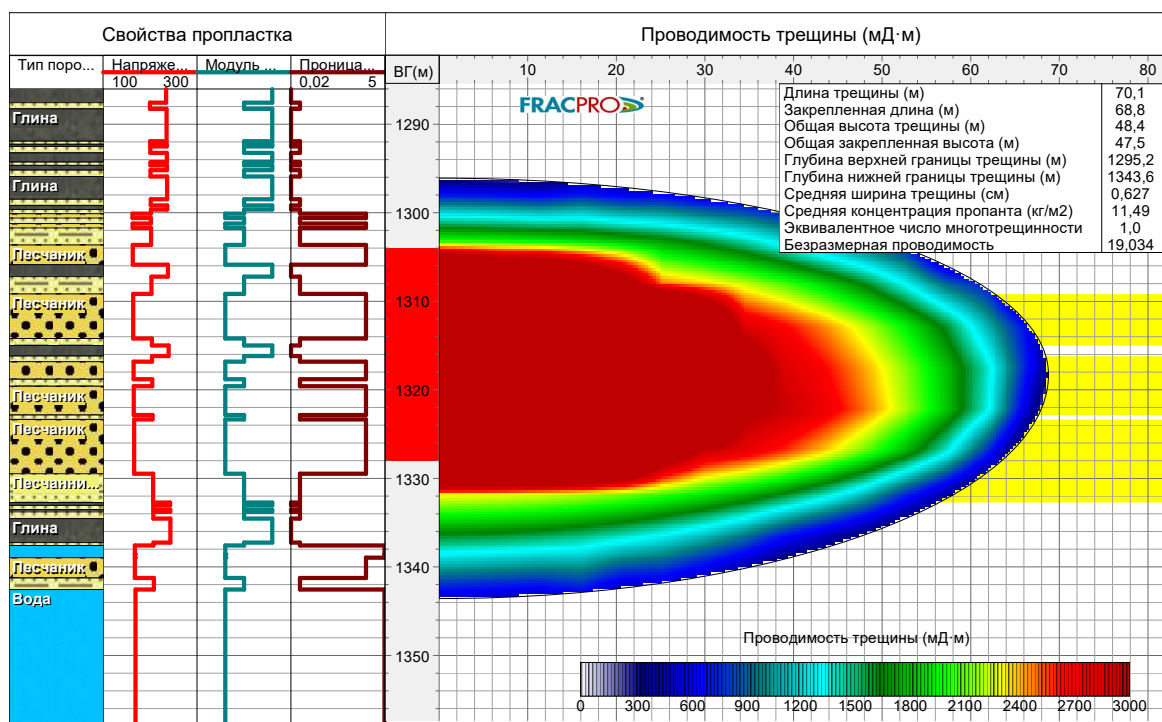 Свойства пропластка
Проводимость трещины (мД·м)
Тип поро...
Напряже...
Модуль ...
Проница...
ВГ(м)
100 300
0,02 5
10 20 30 40 50 60 70 80
FRACPRO
Длина трещины (м) 70,1
Закрепленная длина (м) 68,8
Общая высота трещины (м) 48,4
Общая закрепленная высота (м) 47,5
Глубина верхней границы трещины (м) 1295,2
Глубина нижней границы трещины (м) 1343,6
Средняя ширина трещины (см) 0,627
Средняя концентрация пропанта (кг/м2) 11,49
Эквивалентное число многотрещинности 1,0
Безразмерная проводимость 19,034
Глина
1290
Глина
1300
Песчаник
Песчаник
1310
1320
Песчаник
Песчаник
1330
Песчанни...
Глина
Песчаник
1340
Вода
1350
Проводимость трещины (мД·м)
0 300 600 900 1200 1500 1800 2100 2400 2700 3000